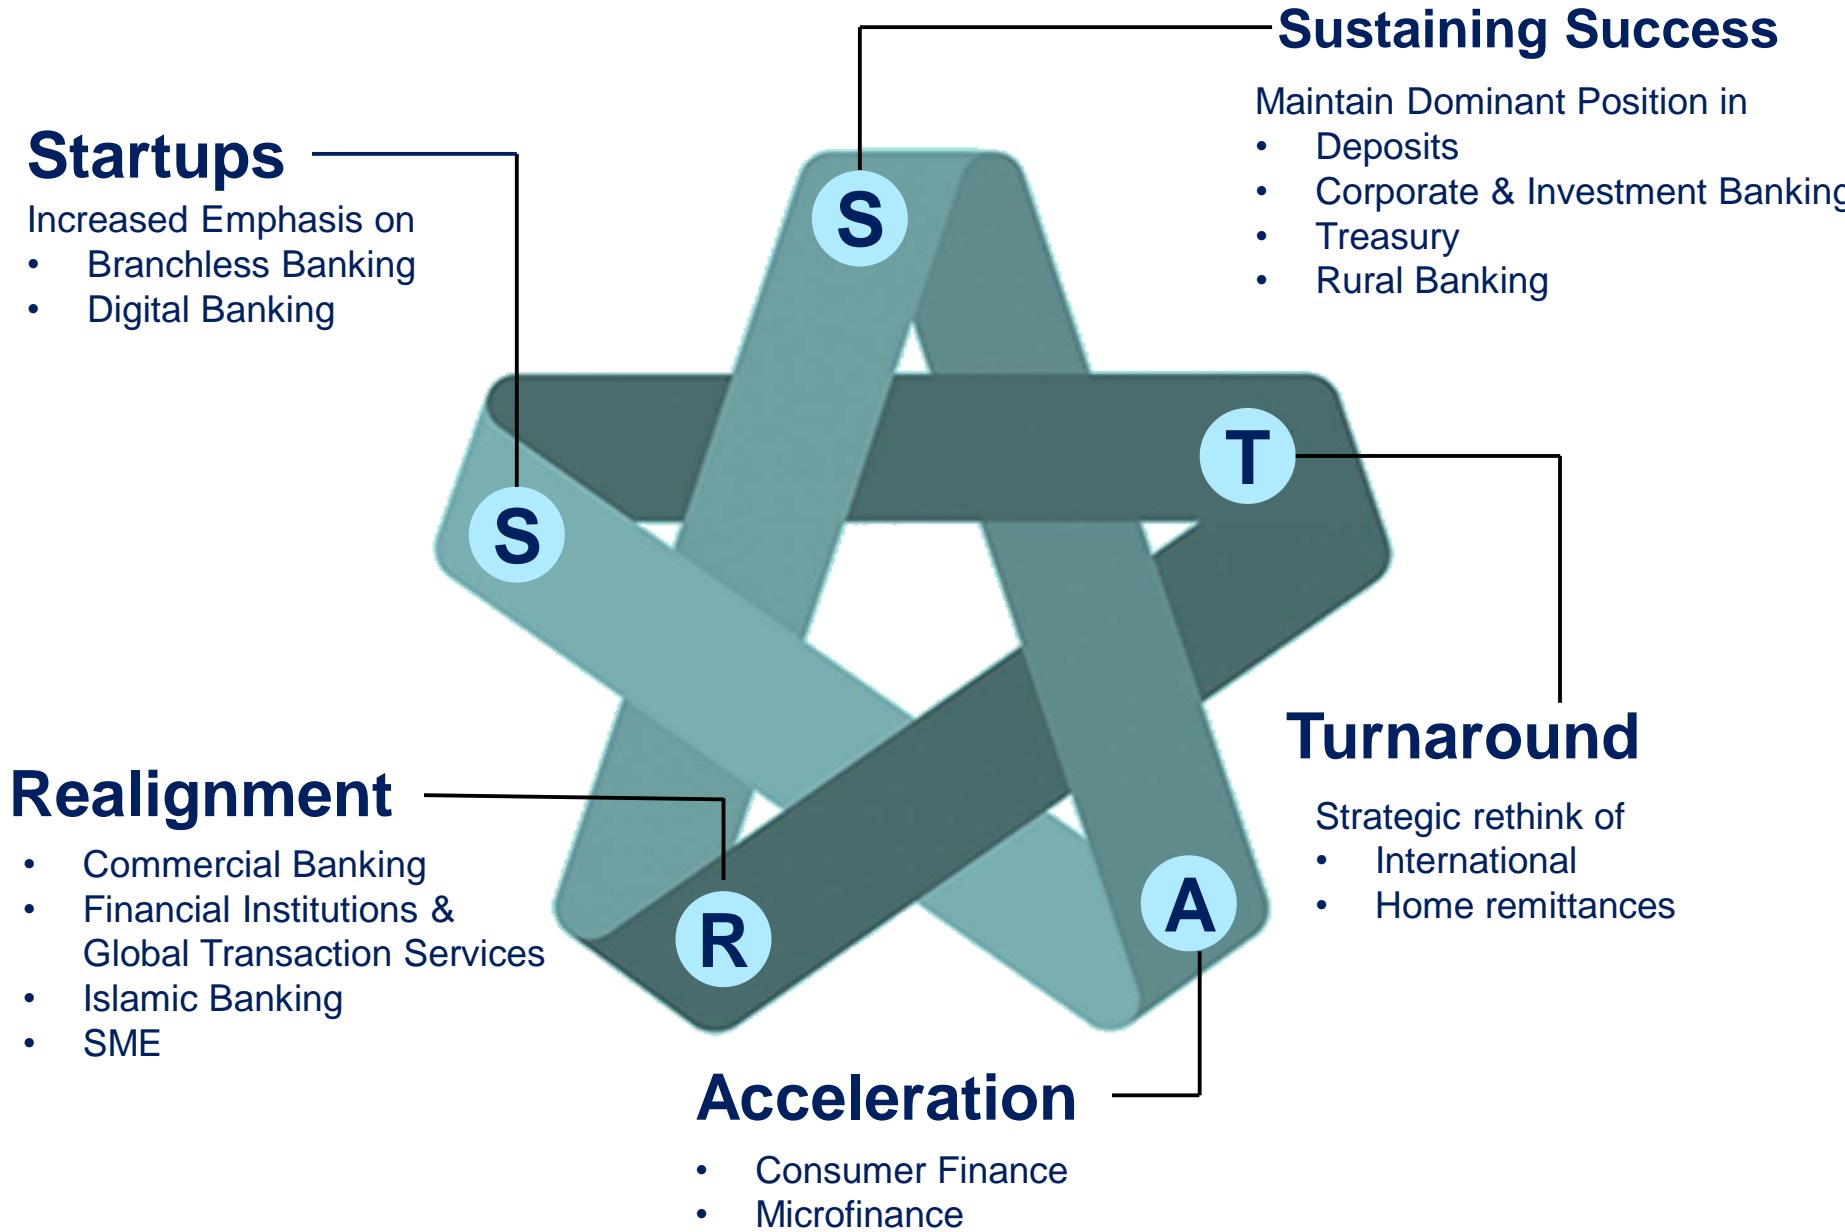 Sustaining Success
Maintain Dominant Position in
• Deposits
• Corporate & Investment Banking
• Treasury
• Rural Banking
Startups
Increased Emphasis on
• Branchless Banking
• Digital Banking
S
T
S
Turnaround
Strategic rethink of
• International
• Home remittances
Realignment
• Commercial Banking
• Financial Institutions &
Global Transaction Services
• Islamic Banking
• SME
A
R
Acceleration
• Consumer Finance
• Microfinance